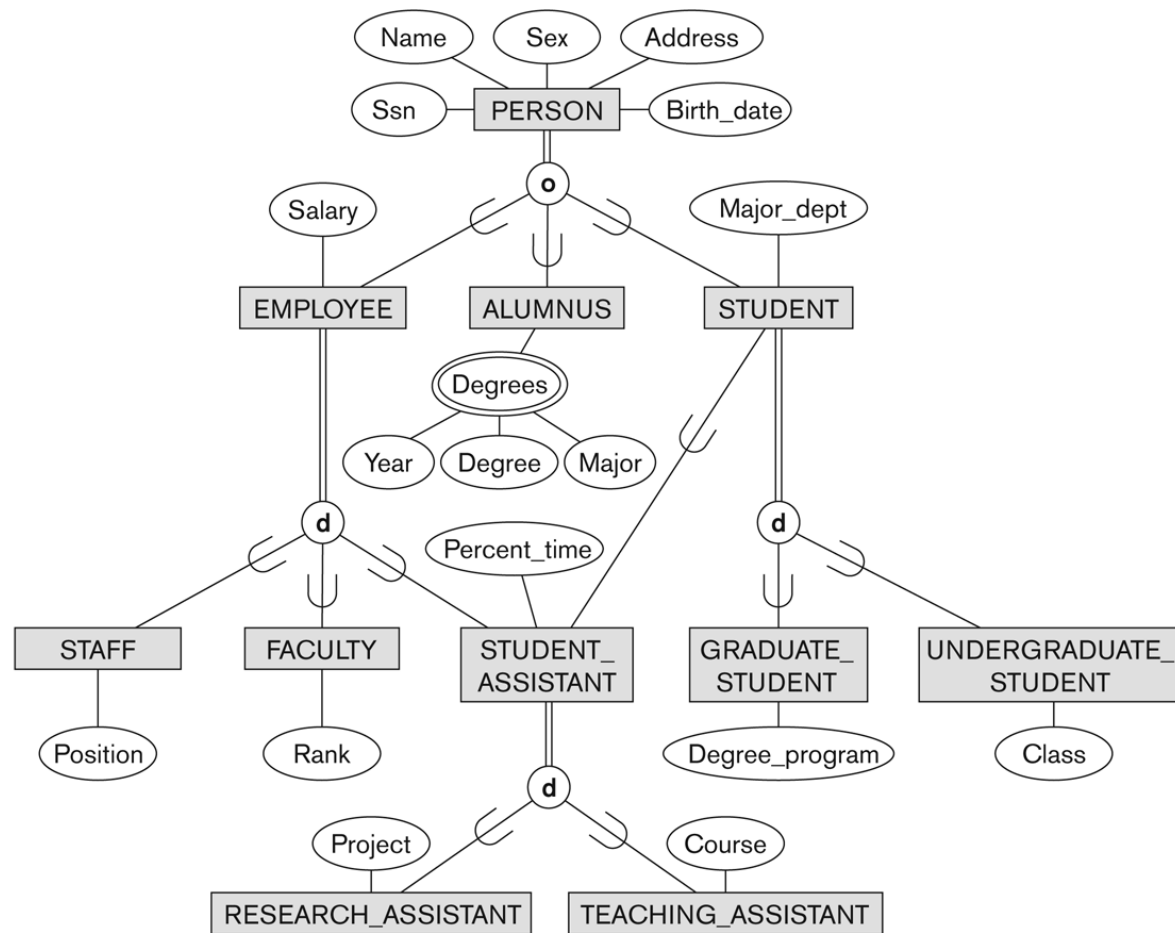 Name
Sex
Address
Ssn
PERSON
Birth_date
o
Salary
Major_dept
EMPLOYEE
ALUMNUS
STUDENT
Degrees
Year
Degree
Major
d
d
Percent_time
STAFF
FACULTY
STUDENT_
ASSISTANT
GRADUATE_
STUDENT
UNDERGRADUATE_
STUDENT
Position
Rank
Degree_program
Class
d
Project
Course
RESEARCH_ASSISTANT
TEACHING_ASSISTANT